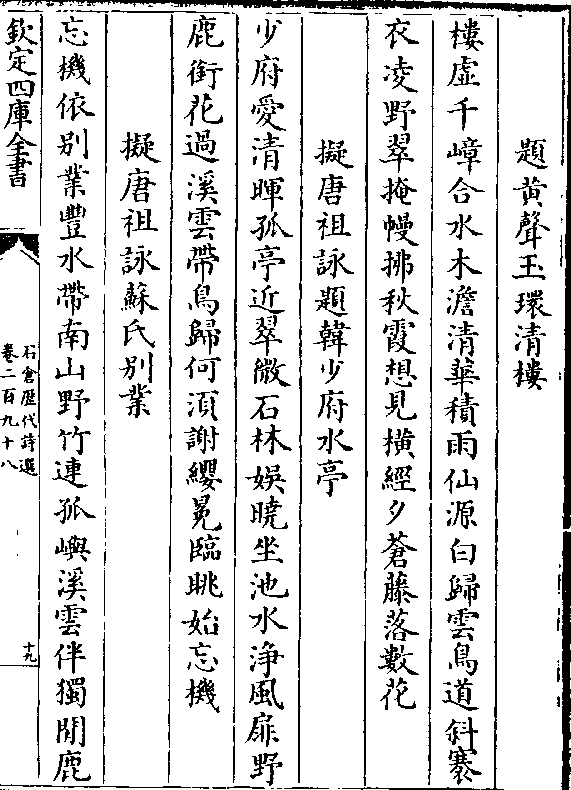 題黄聲玉環清樓
樓虛千嶂合水木澹清華積雨仙源白歸雲鳥道斜褰
衣凌野翠掩幔拂秋霞想見横經夕蒼藤落數花
擬唐祖詠題韓少府水亭
少府愛清暉孤亭近翠微石林娯曉坐池水浄風扉野
鹿銜花過溪雲帶鳥歸何須謝纓冕臨眺始忘機
擬唐祖詠蘇氏别業
忘機依别業豐水帶南山野竹連孤嶼溪雲伴獨閒鹿
欽定四庫全書
石倉歴代詩選
卷二百九十八
十九